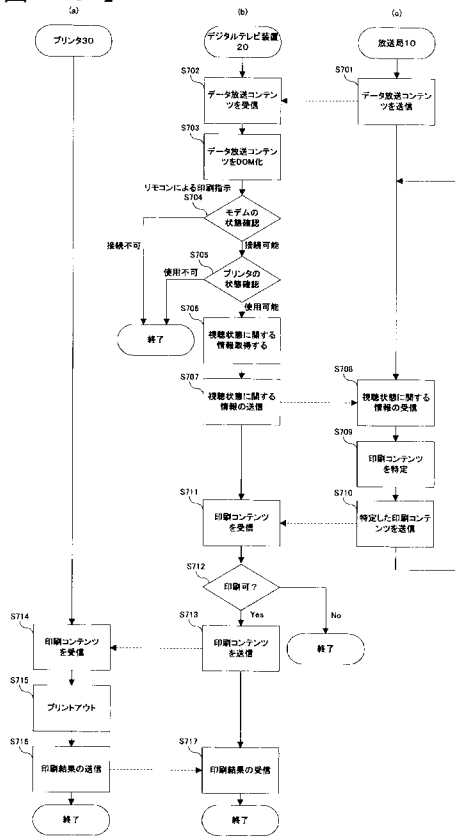 (a)
(b)
(c)
プリンタ30
デジタルテレビ装置
20
放送局10
S702
データ放送コンテン
ツを受信
S701
データ放送コンテン
ツを送信
S703
データ放送コンテン
ツをDOM化
リモコンによる印刷指示
S704
モデムの
状態確認
接続不可
接続可能
S705
プリンタの
状態確認
使用不可
使用可能
終了
S706
視聴状態に関する
情報取得する
S707
視聴状態に関する
情報の送信
S708
視聴状態に関する
情報の受信
S709
印刷コンテンツ
を特定
S710
特定した印刷コンテ
ンツを送信
S711
印刷コンテンツ
を受信
S712
印刷可?
Yes
No
終了
S713
印刷コンテンツ
を送信
S714
印刷コンテンツ
を受信
S715
プリントアウト
S716
印刷結果の送信
S717
印刷結果の受信
終了
終了